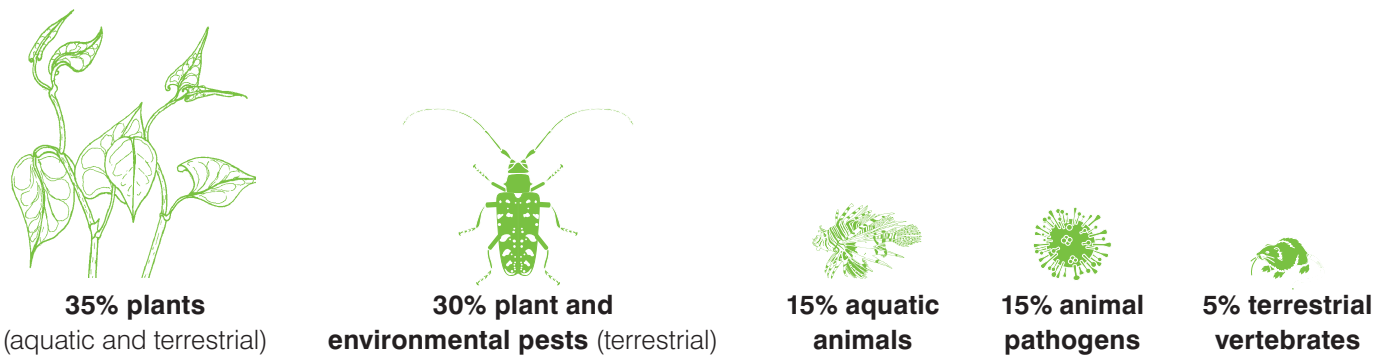 35% plants
(aquatic and terrestrial)
30% plant and
environmental pests (terrestrial)
15% aquatic
animals
15% animal
pathogens
5% terrestrial
vertebrates